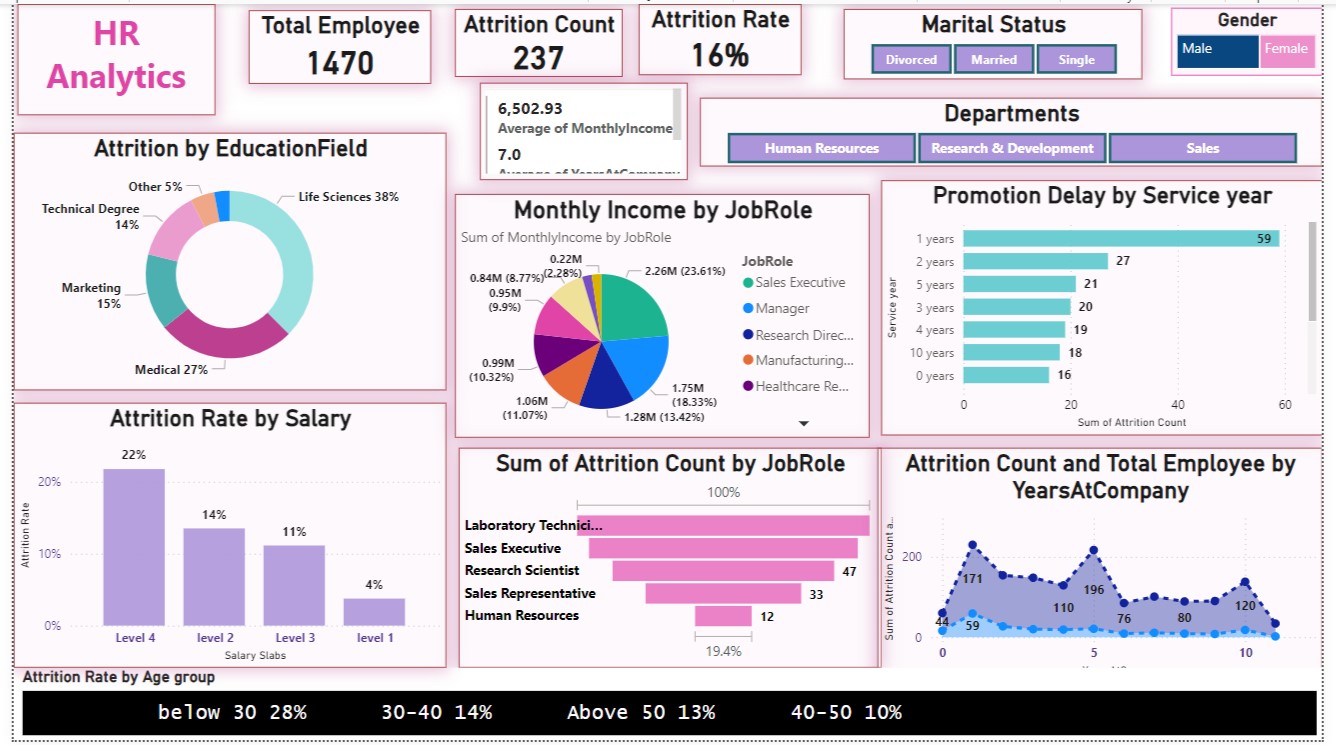 HR
Analytics
Total Employee
1470
Attrition Count
237
Attrition Rate
16%
Marital Status
Divorced
Married
Single
Gender
Male
Female
6,502.93
Average of MonthlyIncome
7.0
Average of YearsAtCompany
Departments
Human Resources
Research & Development
Sales
Attrition by EducationField
Other 5%
Life Sciences 38%
Technical Degree
14%
Marketing
15%
Medical 27%
Monthly Income by JobRole
Sum of MonthlyIncome by JobRole
0.22M
(2.28%)
0.84M (8.77%)
0.95M
(9.9%)
0.99M
(10.32%)
1.06M
(11.07%)
2.26M (23.61%)
1.75M
(18.33%)
1.28M (13.42%)
JobRole
Sales Executive
Manager
Research Direc...
Manufacturing...
Healthcare Re...
Promotion Delay by Service year
Service year
1 years
59
2 years
27
5 years
21
3 years
20
4 years
19
10 years
18
0 years
16
0
20
40
60
Sum of Attrition Count
Attrition Rate by Salary
Attrition Rate
20%
10%
0%
22%
14%
11%
4%
Level 4
level 2
Level 3
level 1
Salary Slabs
Sum of Attrition Count by JobRole
100%
Laboratory Technici...
Sales Executive
Research Scientist
47
Sales Representative
33
Human Resources
12
19.4%
Attrition Count and Total Employee by
YearsAtCompany
Sum of Attrition Count a...
200
0
44
171
59
110
196
76
80
120
0
5
10
Attrition Rate by Age group
below 30 28%
30-40 14%
Above 50 13%
40-50 10%